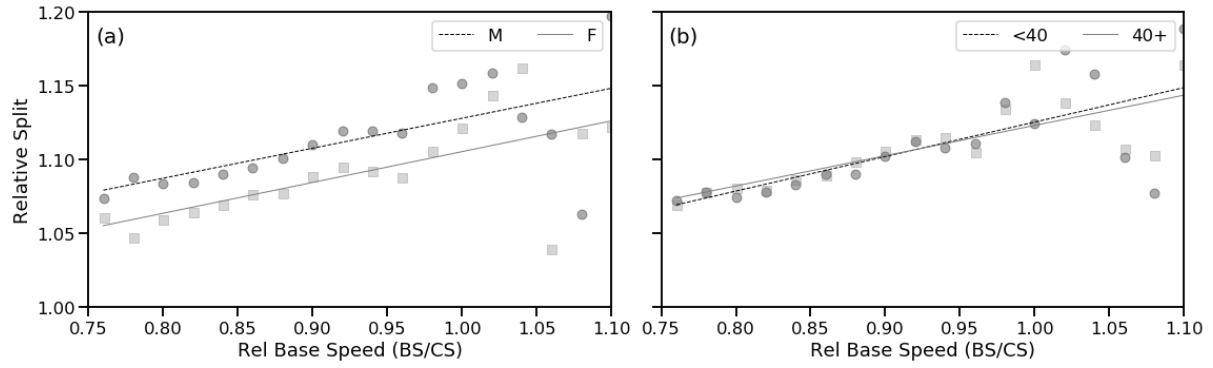 1.20
1.15
1.10
1.05
1.00
Relative Split
(a)
M F
0.75 0.80 0.85 0.90 0.95 1.00 1.05 1.10
Rel Base Speed (BS/CS)
(b)
<40 40+
0.75 0.80 0.85 0.90 0.95 1.00 1.05 1.10
Rel Base Speed (BS/CS)